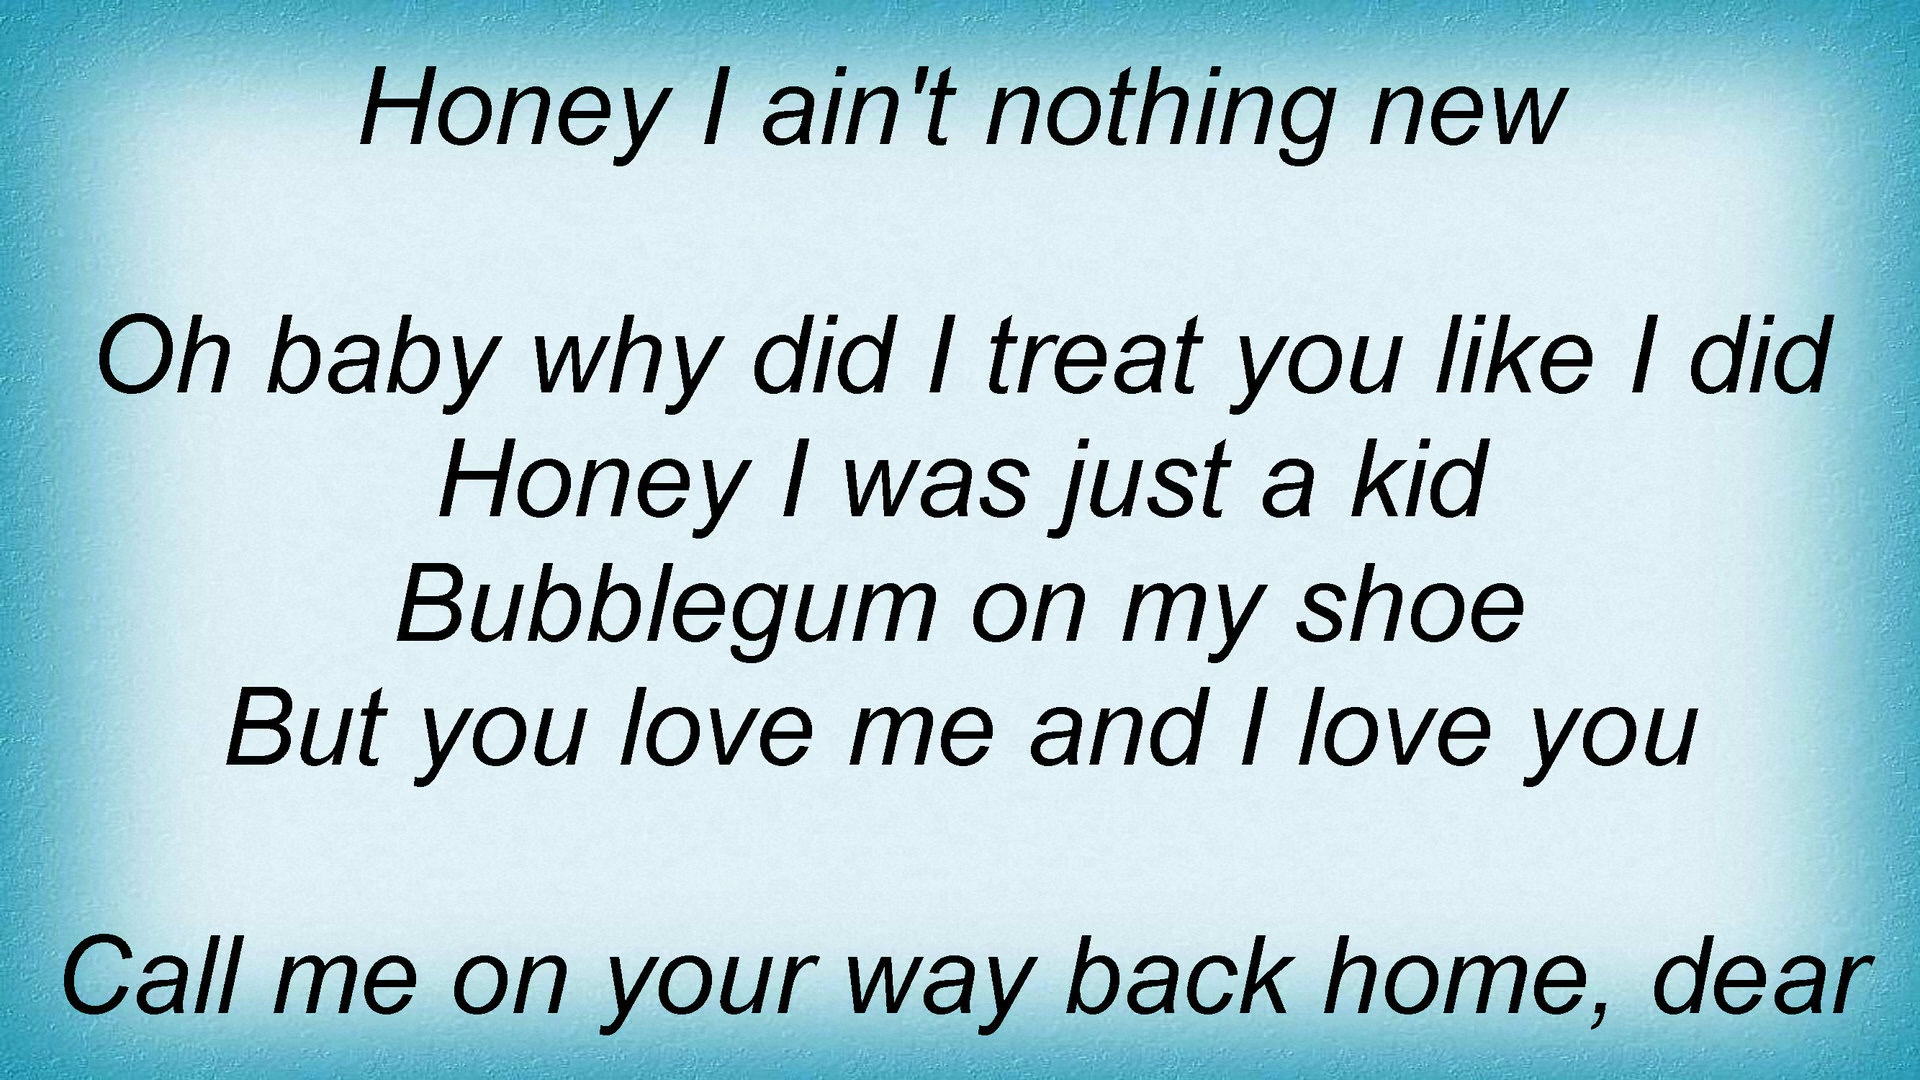 Honey I ain't nothing new
Oh baby why did I treat you like I did
Honey I was just a kid
Bubblegum on my shoe
But you love me and I love you
Call me on your way back home, dear